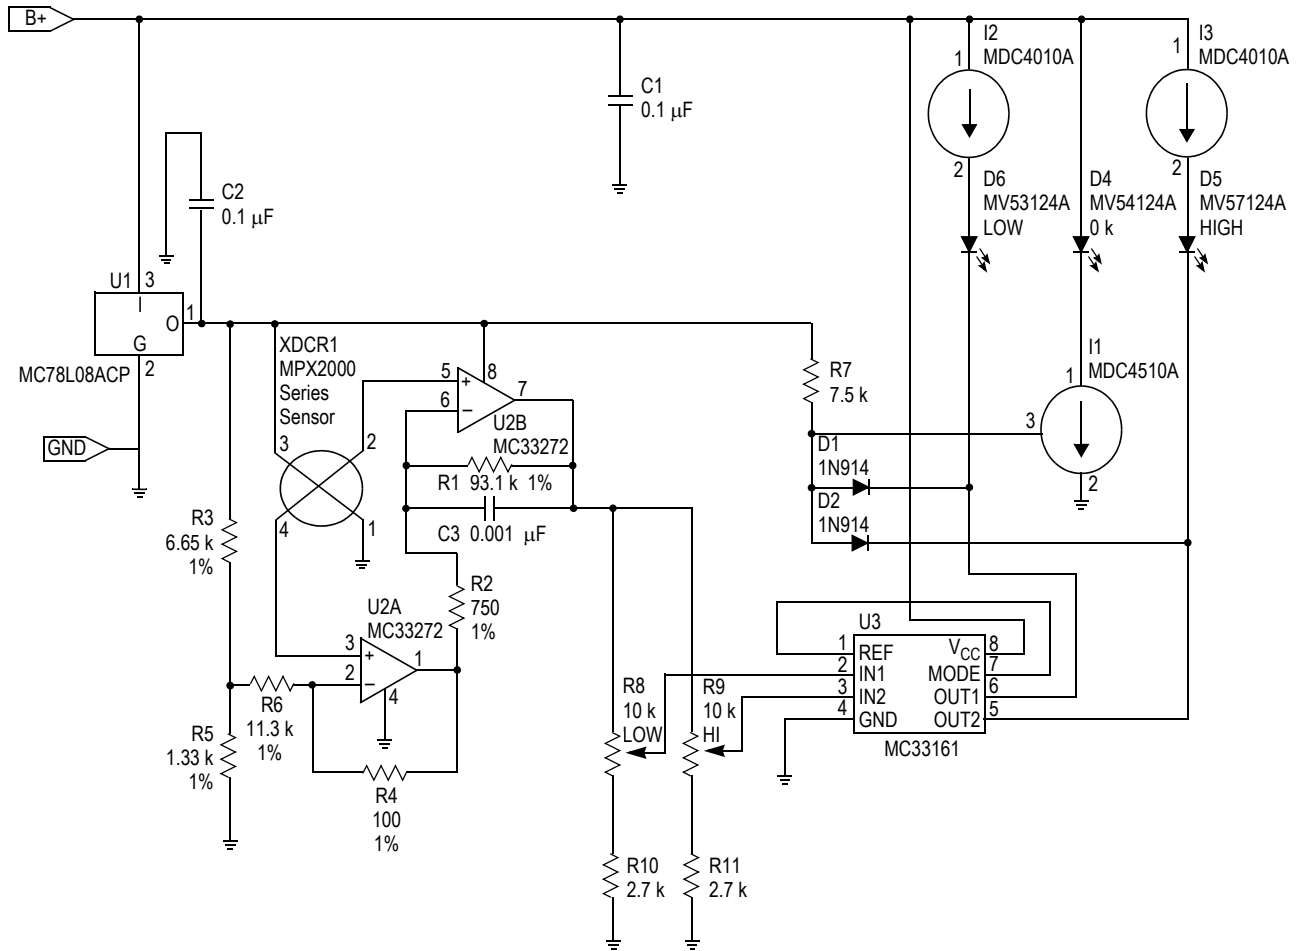 B+
I2
MDC4010A
1
2
I3
MDC4010A
1
2
C1
0.1 µF
C2
0.1 µF
D6
MV53124A
LOW
D4
MV54124A
0 k
D5
MV57124A
HIGH
U1
3
I
O
1
G
2
MC78L08ACP
GND
XDCR1
MPX2000
Series
Sensor
3
2
4
1
5
+
6
–
8
7
U2B
MC33272
R1 93.1 k 1%
C3 0.001 µF
R7
7.5 k
I1
MDC4510A
1
3
2
D1
1N914
D2
1N914
R3
6.65 k
1%
R2
750
1%
U2A
MC33272
3
+
2
–
1
4
R6
11.3 k
1%
R5
1.33 k
1%
R4
100
1%
R8
10 k
LOW
R9
10 k
HI
U3
1
REF
2
IN1
3
IN2
4
GND
VCC
8
MODE
7
OUT1
6
OUT2
5
MC33161
R10
2.7 k
R11
2.7 k